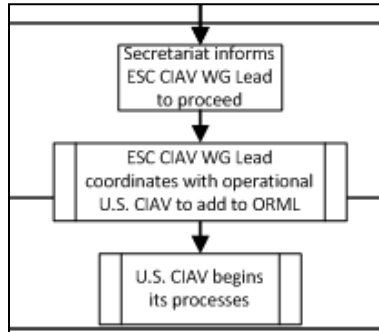 Secretariat informs
ESC CIAV WG Lead
to proceed
ESC CIAV WG Lead
coordinates with operational
U.S. CIAV to add to ORML
U.S. CIAV begins
its processes